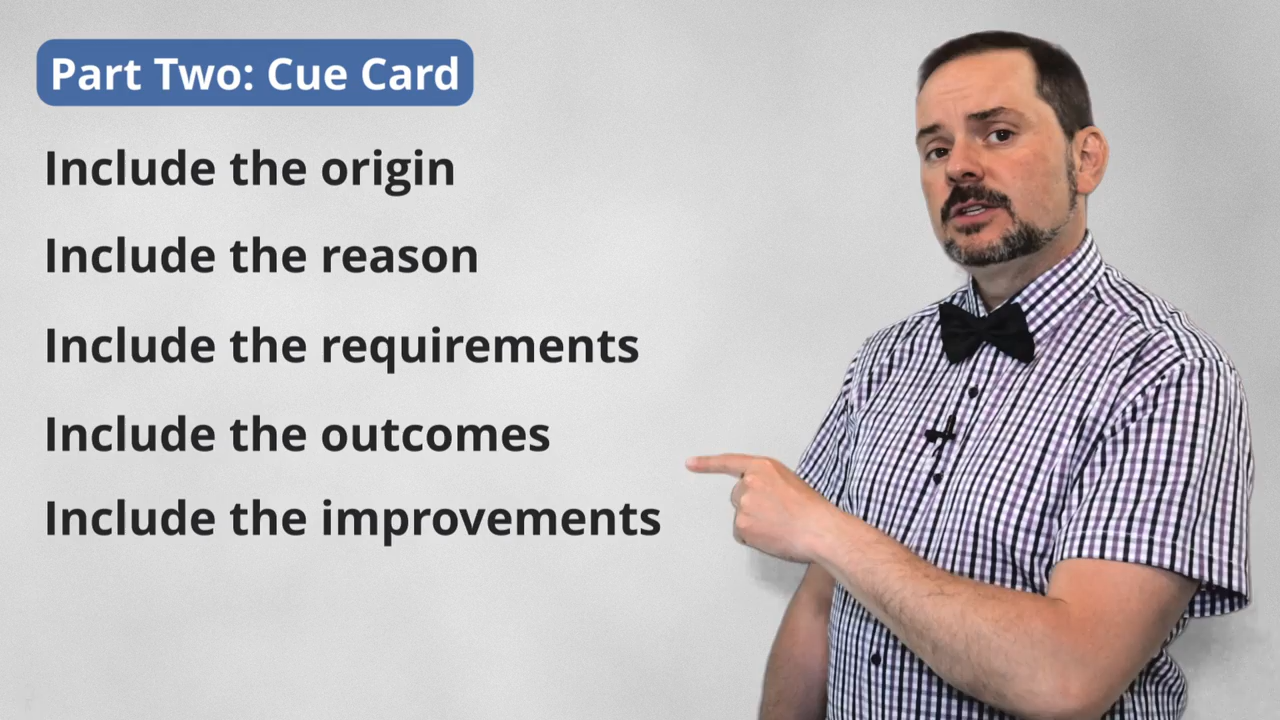 Part Two: Cue Card
Include the origin
Include the reason
Include the requirements
Include the outcomes
Include the improvements